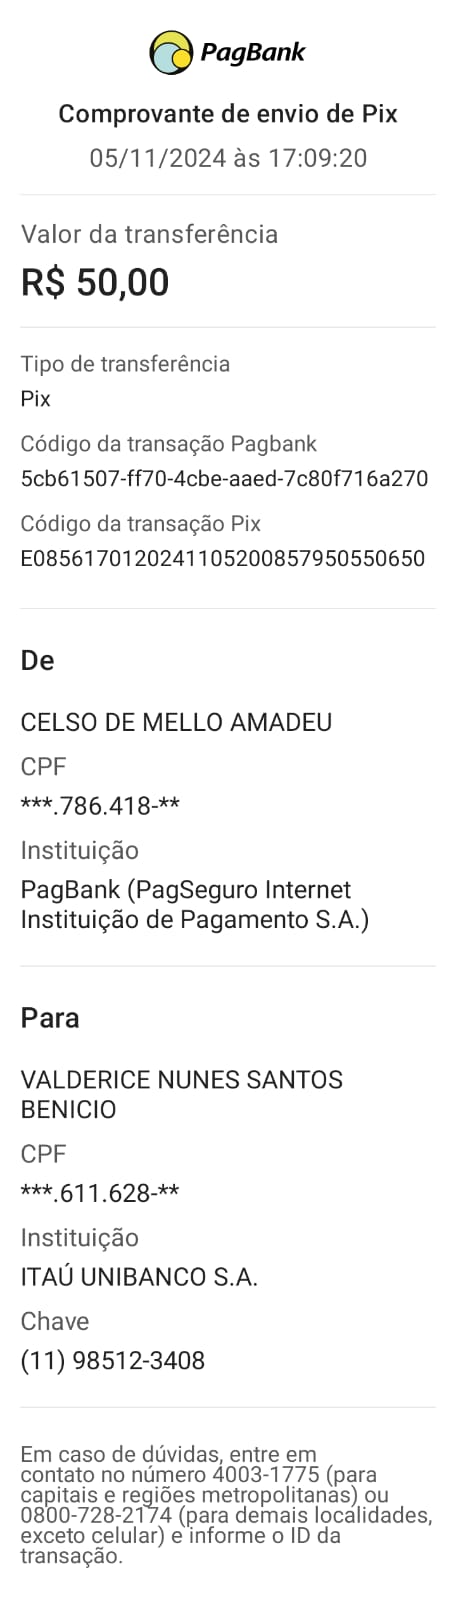 PagBank
Comprovante de envio de Pix
05/11/2024 às 17:09:20
Valor da transferência
R$ 50,00
Tipo de transferência
Pix
Código da transação Pagbank
5cb61507-ff70-4cbe-aaed-7c80f716a270
Código da transação Pix
E08561701202411052008579505​50650
De
CELSO DE MELLO AMADEU
CPF
***.786.418-**
Instituição
PagBank (PagSeguro Internet
Instituição de Pagamento S.A.)
Para
VALDERICE NUNES SANTOS
BENICIO
CPF
***.611.628-**
Instituição
ITAÚ UNIBANCO S.A.
Chave
(11) 98512-3408
Em caso de dúvidas, entre em
contato no número 4003-1775 (para
capitais e regiões metropolitanas) ou
0800-728-2174 (para demais localidades,
exceto celular) e informe o ID da
transação.